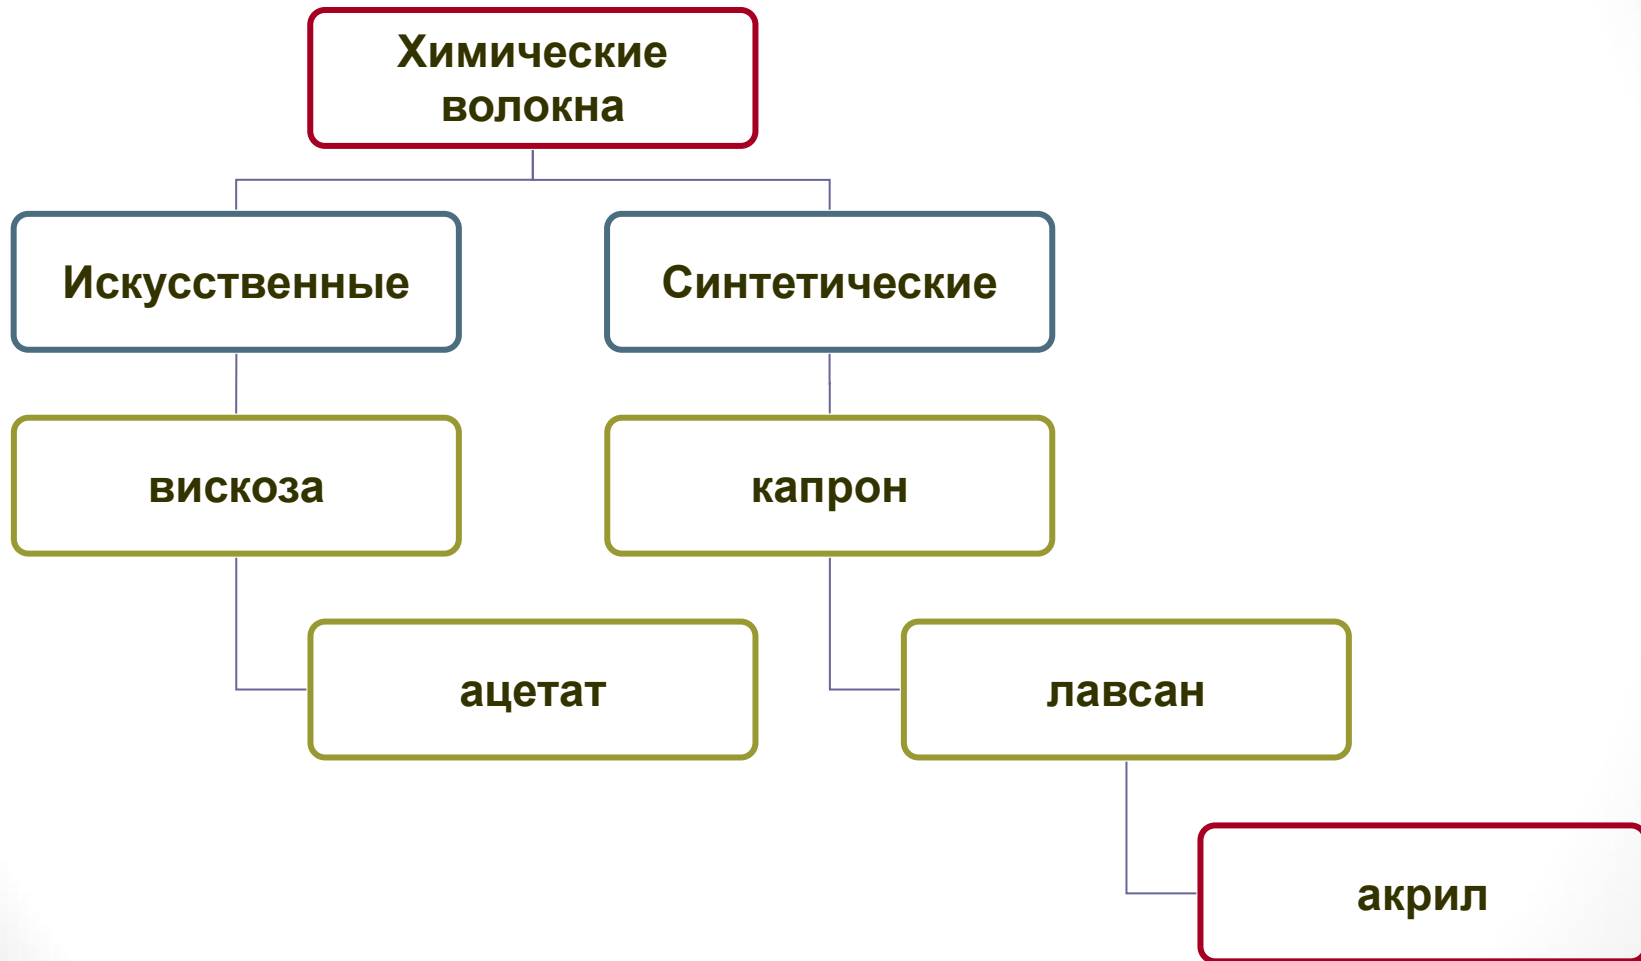 Химические
волокна
Искусственные
Синтетические
вискоза
капрон
ацетат
лавсан
акрил